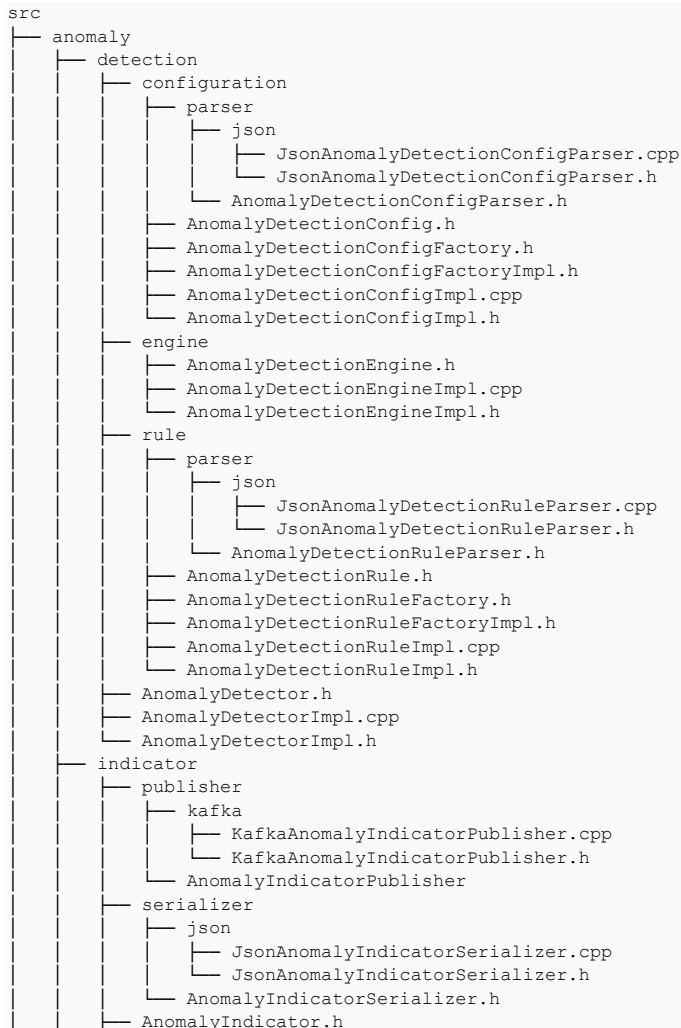 src
├── anomaly
│   ├── detection
│   │   ├── configuration
│   │   │   ├── parser
│   │   │   │   ├── json
│   │   │   │   │   ├── JsonAnomalyDetectionConfigParser.cpp
│   │   │   │   │   └── JsonAnomalyDetectionConfigParser.h
│   │   │   │   └── AnomalyDetectionConfigParser.h
│   │   │   ├── AnomalyDetectionConfig.h
│   │   │   ├── AnomalyDetectionConfigFactory.h
│   │   │   ├── AnomalyDetectionConfigFactoryImpl.h
│   │   │   ├── AnomalyDetectionConfigImpl.cpp
│   │   │   └── AnomalyDetectionConfigImpl.h
│   │   ├── engine
│   │   │   ├── AnomalyDetectionEngine.h
│   │   │   ├── AnomalyDetectionEngineImpl.cpp
│   │   │   └── AnomalyDetectionEngineImpl.h
│   │   ├── rule
│   │   │   ├── parser
│   │   │   │   ├── json
│   │   │   │   │   ├── JsonAnomalyDetectionRuleParser.cpp
│   │   │   │   │   └── JsonAnomalyDetectionRuleParser.h
│   │   │   │   └── AnomalyDetectionRuleParser.h
│   │   │   ├── AnomalyDetectionRule.h
│   │   │   ├── AnomalyDetectionRuleFactory.h
│   │   │   ├── AnomalyDetectionRuleFactoryImpl.h
│   │   │   ├── AnomalyDetectionRuleImpl.cpp
│   │   │   └── AnomalyDetectionRuleImpl.h
│   │   ├── AnomalyDetector.h
│   │   ├── AnomalyDetectorImpl.cpp
│   │   └── AnomalyDetectorImpl.h
│   ├── indicator
│   │   ├── publisher
│   │   │   ├── kafka
│   │   │   │   ├── KafkaAnomalyIndicatorPublisher.cpp
│   │   │   │   └── KafkaAnomalyIndicatorPublisher.h
│   │   │   └── AnomalyIndicatorPublisher
│   │   ├── serializer
│   │   │   ├── json
│   │   │   │   ├── JsonAnomalyIndicatorSerializer.cpp
│   │   │   │   └── JsonAnomalyIndicatorSerializer.h
│   │   │   └── AnomalyIndicatorSerializer.h
│   │   ├── AnomalyIndicator.h